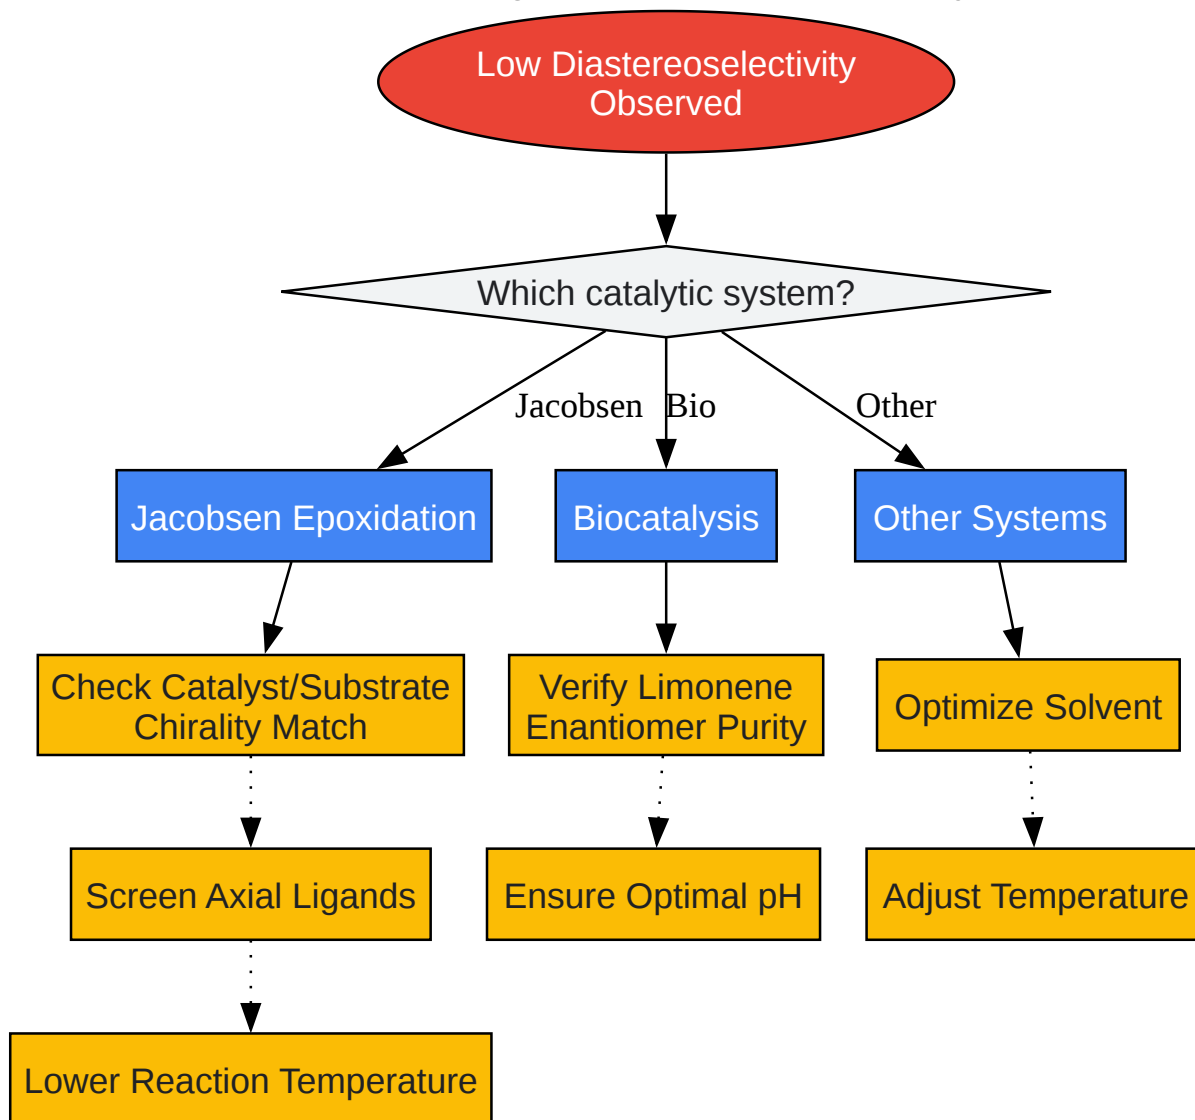 Low Diastereoselectivity
Observed
Which catalytic system?
Jacobsen
Bio
Other
Jacobsen Epoxidation
Biocatalysis
Other Systems
Check Catalyst/Substrate
Chirality Match
Verify Limonene
Enantiomer Purity
Optimize Solvent
Screen Axial Ligands
Ensure Optimal pH
Adjust Temperature
Lower Reaction Temperature